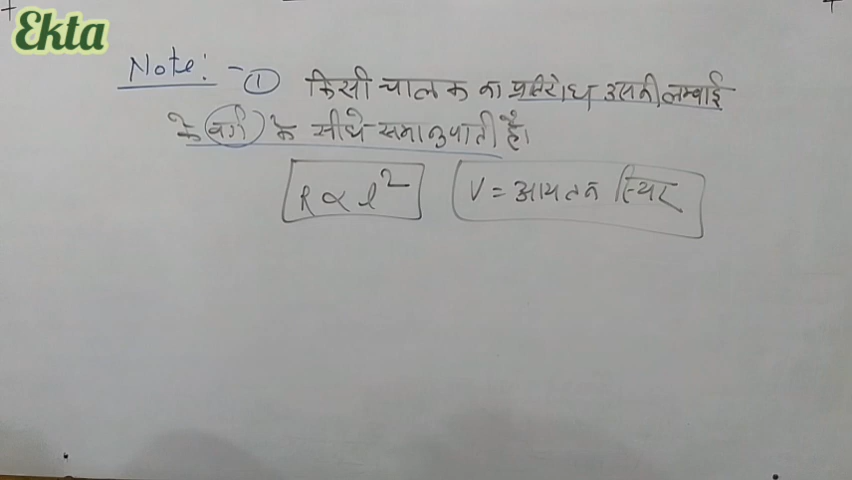 Ekta
Note:- ① किसी चालक का प्रतिरोध उसकी लम्बाई
के वर्ग के सीधे समानुपाती है।
R ∝ l² V = आयतन स्थिर